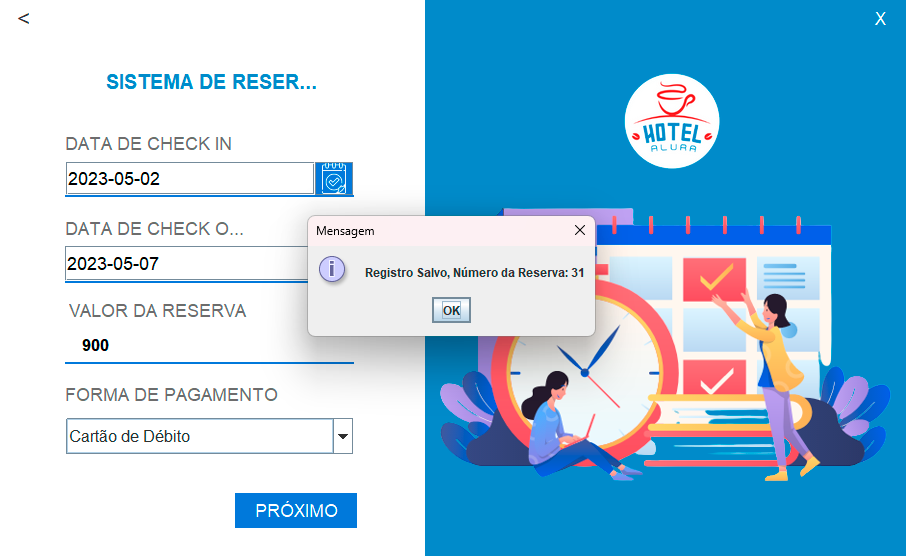 <
X
SISTEMA DE RESER...
DATA DE CHECK IN
2023-05-02
DATA DE CHECK O...
2023-05-07
VALOR DA RESERVA
900
FORMA DE PAGAMENTO
Cartão de Débito
PRÓXIMO
HOTEL
ALURA
Mensagem
Registro Salvo, Número da Reserva: 31
OK